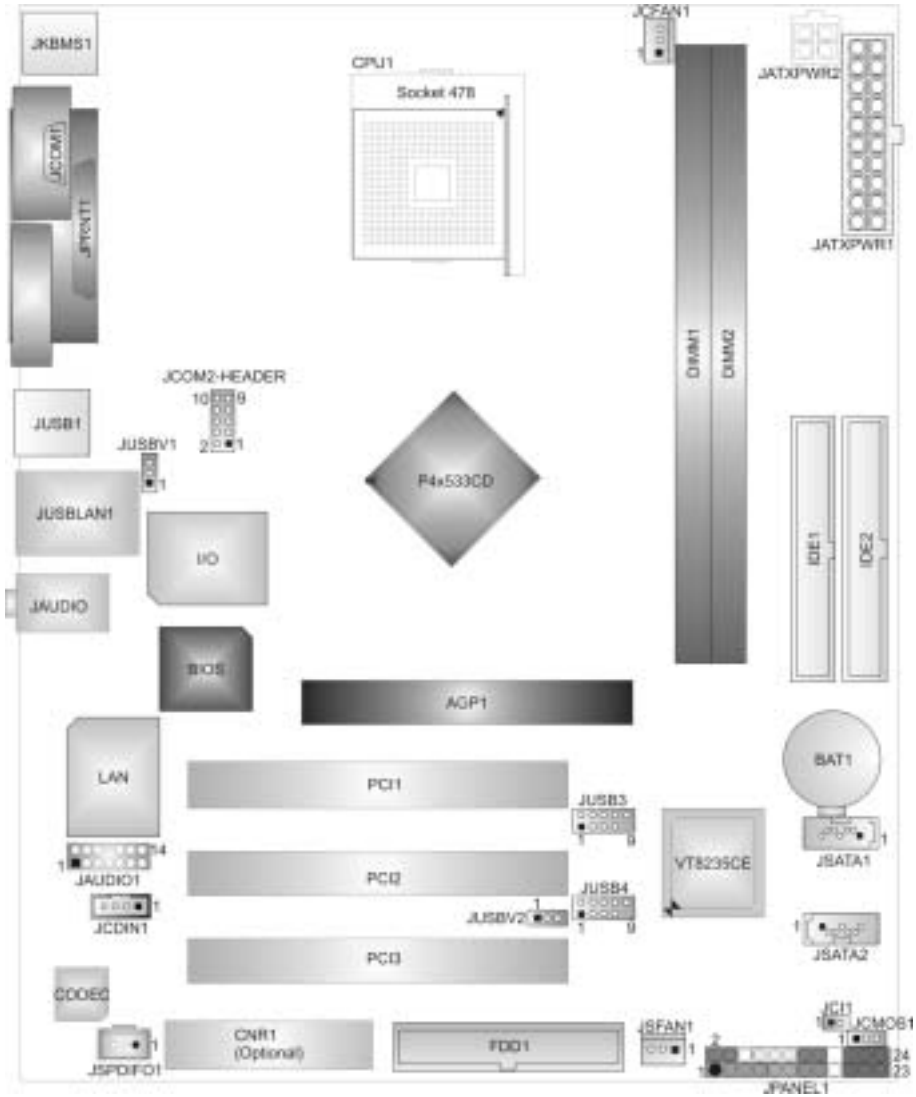 JKBMS1
JCFAN1
1
JATXPWR2
CPU1
Socket 478
JCOM1
JPRNT1
JATXPWR1
DIMM1
DIMM2
JCOM2-HEADER
10 9
2 1
JUSB1
JUSBV1
1
P4x533CD
JUSBLAN1
I/O
IDE1
IDE2
JAUDIO
BIOS
AGP1
LAN
PCI1
BAT1
JUSB3
1 9
1
JSATA1
14
1
JAUDIO1
VT8235CE
PCI2
JUSB4
1
JUSBV2
1 9
1
JCDIN1
1
JSATA2
PCI3
CODEC
JCI1
1
JCMOS1
1
CNR1
(Optional)
FDD1
JSFAN1
1
1
JSPDIFO1
2 24
1 23
JPANEL1